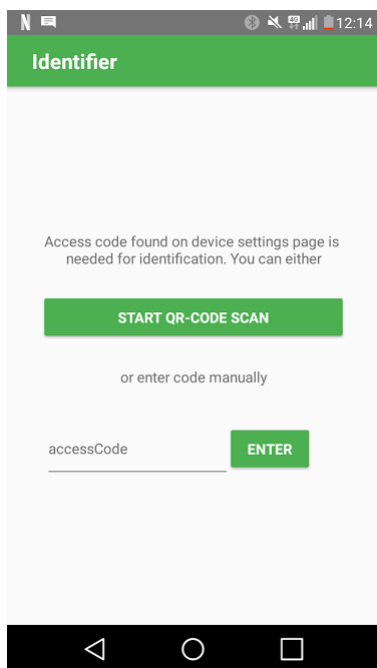 N 4G 12:14
Identifier
Access code found on device settings page is
needed for identification. You can either
START QR-CODE SCAN
or enter code manually
accessCode
ENTER